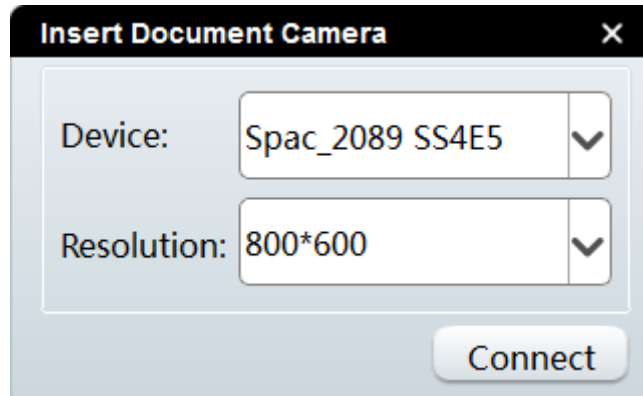 Insert Document Camera
Device: Spac_2089 SS4E5
Resolution: 800*600
Connect